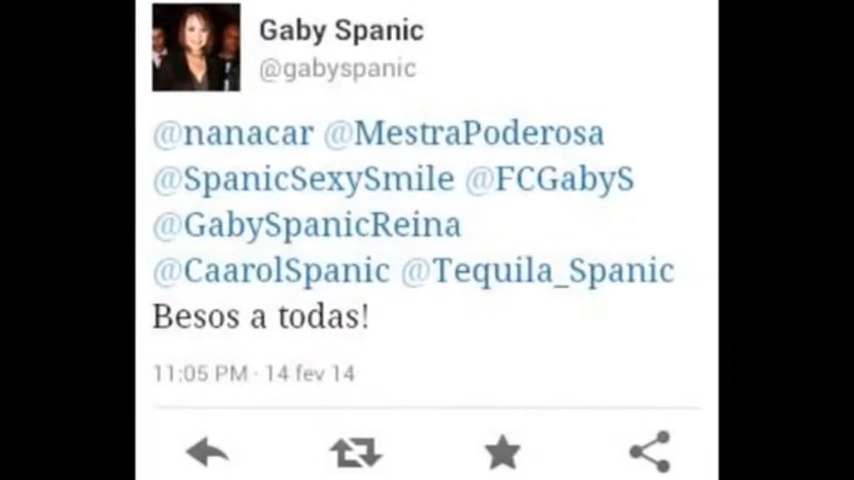 Gaby Spanic
@gabyspanic
@nanacar @MestraPoderosa
@SpanicSexySmile @FCGabyS
@GabySpanicReina
@CaarolSpanic @Tequila_Spanic
Besos a todas!
11:05 PM · 14 fev 14